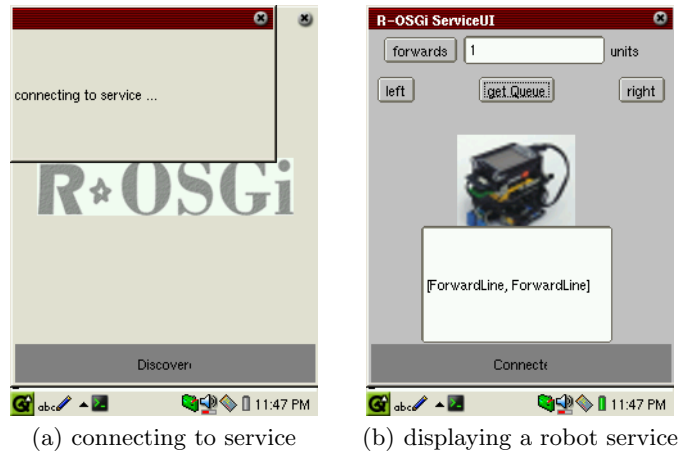 connecting to service ...
R OSGi
Discover
abc
11:47 PM
(a) connecting to service
R-OSGi ServiceUI
forwards 1 units
left get Queue right
[ForwardLine, ForwardLine]
Connecte
abc
11:47 PM
(b) displaying a robot service